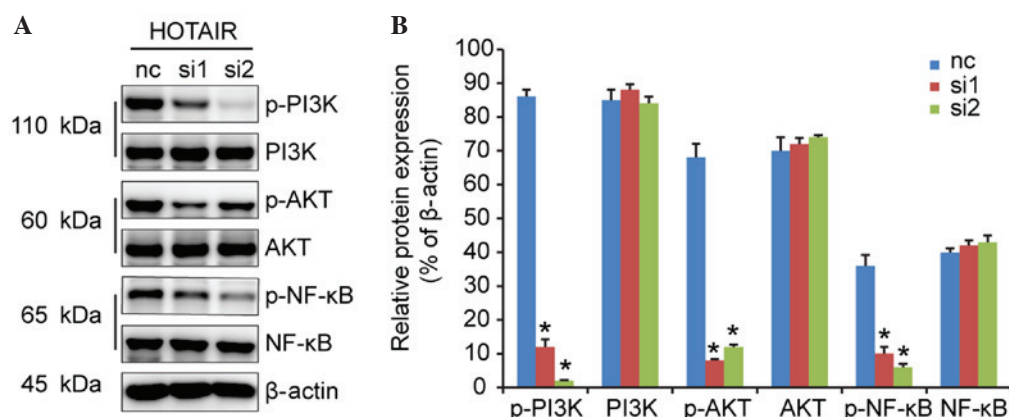 A
HOTAIR
nc si1 si2
p-PI3K
110 kDa
PI3K
p-AKT
60 kDa
AKT
p-NF-κB
65 kDa
NF-κB
45 kDa
β-actin
B
Relative protein expression
(% of β-actin)
100
90
80
70
60
50
40
30
20
10
0
nc
si1
si2
* * * * * *
p-PI3K PI3K p-AKT AKT p-NF-κB NF-κB